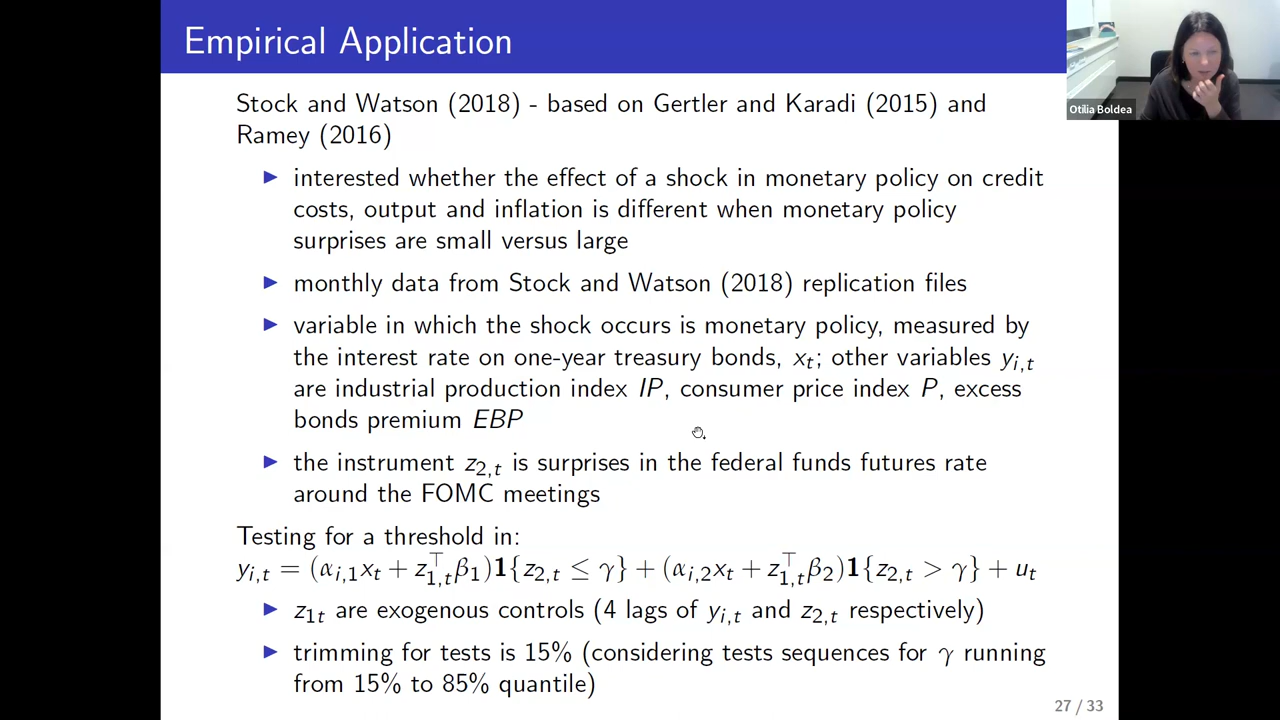 Empirical Application
Otilia Boldea
Stock and Watson (2018) - based on Gertler and Karadi (2015) and
Ramey (2016)
▶ interested whether the effect of a shock in monetary policy on credit
costs, output and inflation is different when monetary policy
surprises are small versus large
▶ monthly data from Stock and Watson (2018) replication files
▶ variable in which the shock occurs is monetary policy, measured by
the interest rate on one-year treasury bonds, x_t; other variables y_{i,t}
are industrial production index IP, consumer price index P, excess
bonds premium EBP
▶ the instrument z_{2,t} is surprises in the federal funds futures rate
around the FOMC meetings
Testing for a threshold in:
y_{i,t} = (α_{i,1}x_t + z_{1,t}^⊤β_1)1{z_{2,t} ≤ γ} + (α_{i,2}x_t + z_{1,t}^⊤β_2)1{z_{2,t} > γ} + u_t
▶ z_{1t} are exogenous controls (4 lags of y_{i,t} and z_{2,t} respectively)
▶ trimming for tests is 15% (considering tests sequences for γ running
from 15% to 85% quantile)
27 / 33